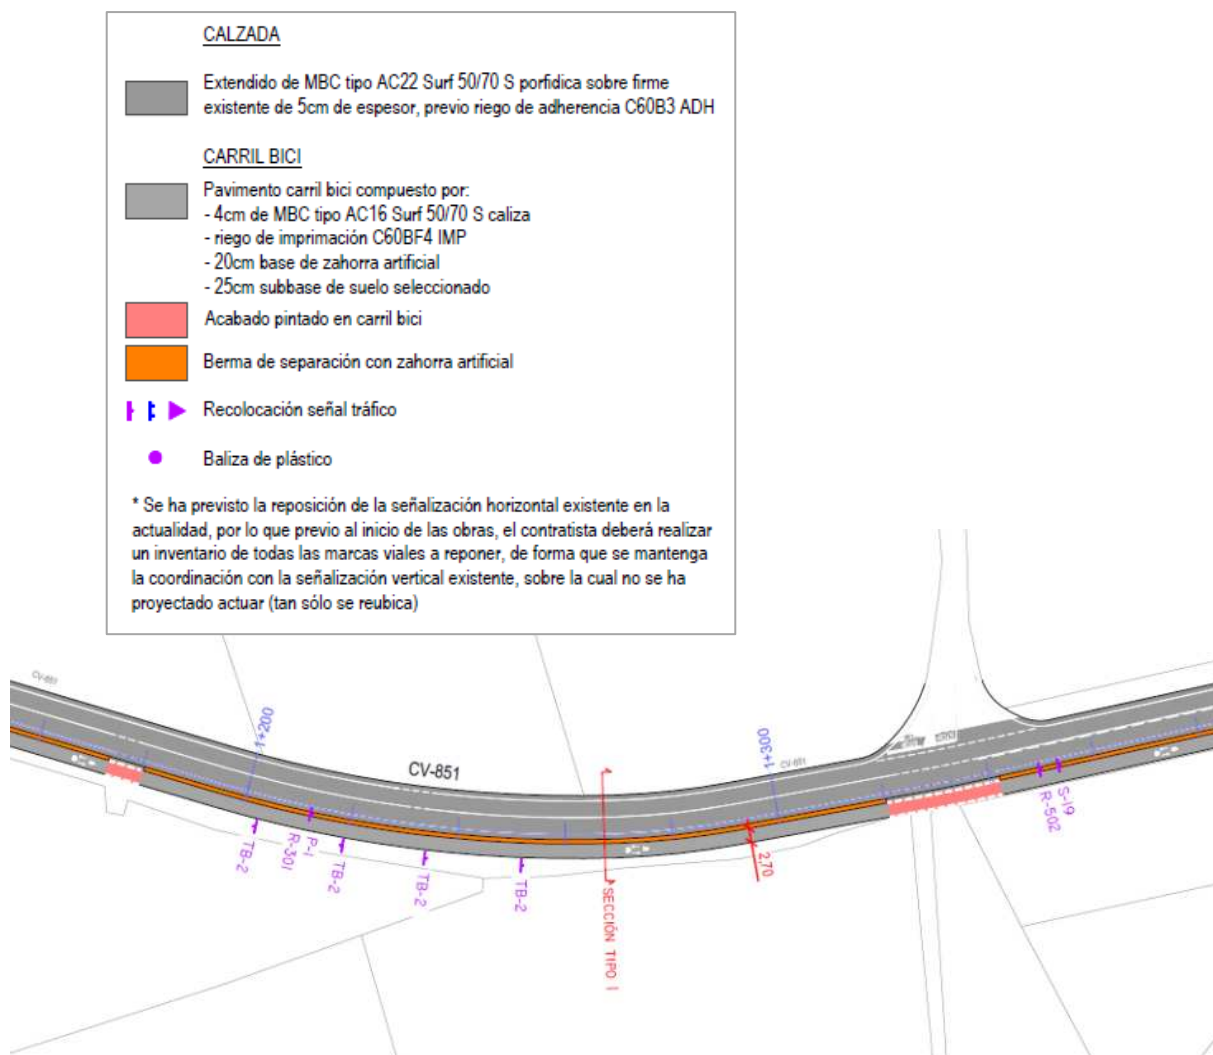 CALZADA
Extendido de MBC tipo AC22 Surf 50/70 S porfidica sobre firme
existente de 5cm de espesor, previo riego de adherencia C60B3 ADH
CARRIL BICI
Pavimento carril bici compuesto por:
- 4cm de MBC tipo AC16 Surf 50/70 S caliza
- riego de imprimación C60BF4 IMP
- 20cm base de zahorra artificial
- 25cm subbase de suelo seleccionado
Acabado pintado en carril bici
Berma de separación con zahorra artificial
Recolocación señal tráfico
Baliza de plástico
* Se ha previsto la reposición de la señalización horizontal existente en la
actualidad, por lo que previo al inicio de las obras, el contratista deberá realizar
un inventario de todas las marcas viales a reponer, de forma que se mantenga
la coordinación con la señalización vertical existente, sobre la cual no se ha
proyectado actuar (tan sólo se reubica)
CV-851
1+200
CV-851
1+300
CV-851
TB-2
P-1
R-301
TB-2
TB-2
TB-2
SECCIÓN TIPO 1
2,70
S-19
R-502